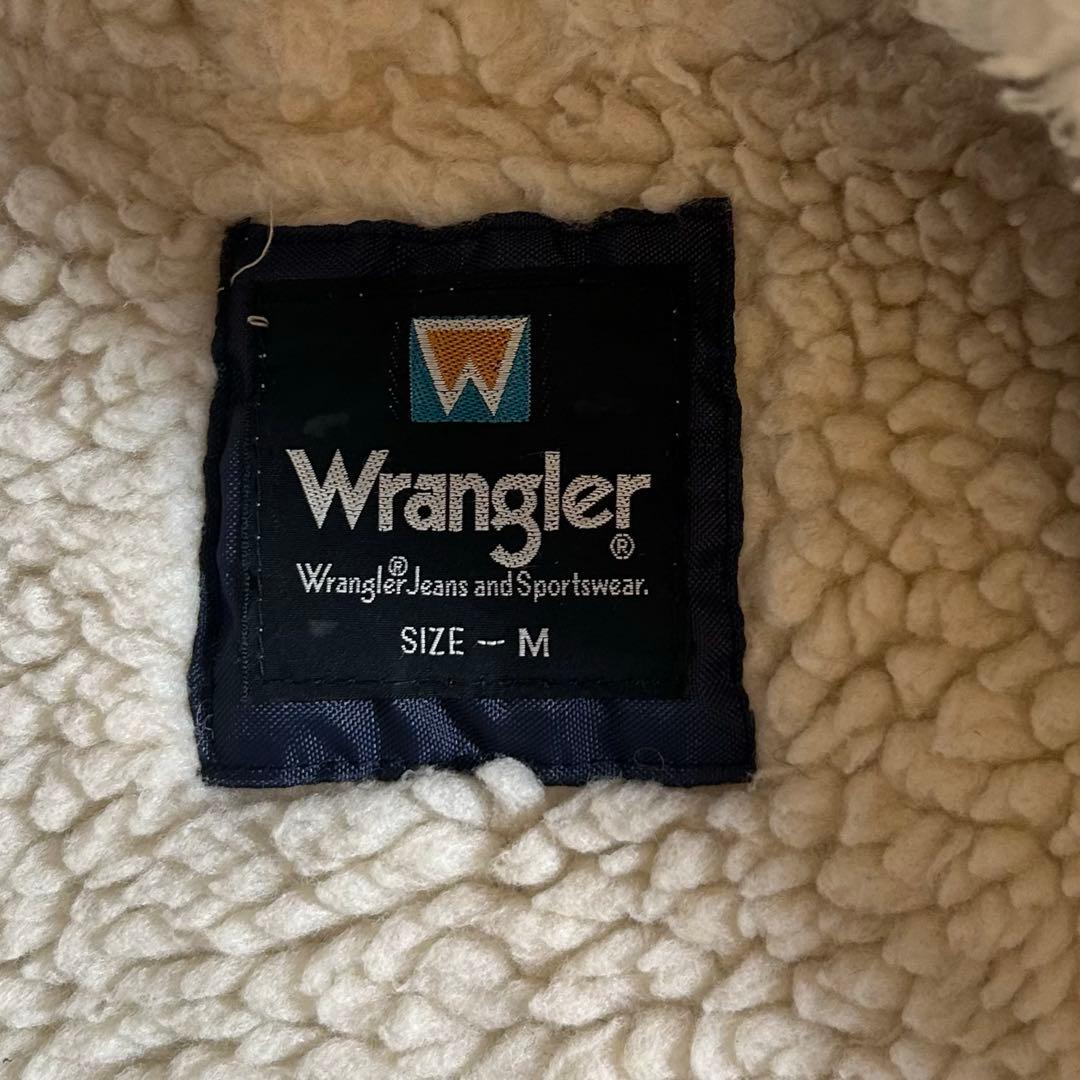 W
Wrangler®
Wrangler® Jeans and Sportswear.
SIZE — M